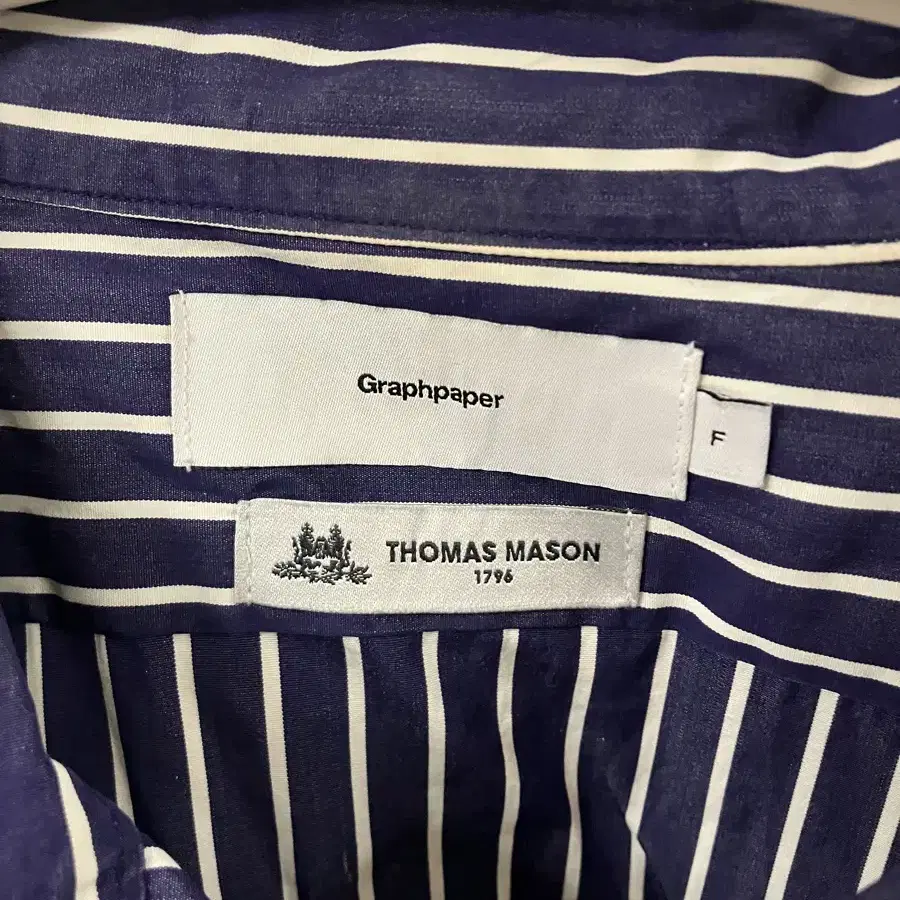 Graphpaper
F
THOMAS MASON
1796